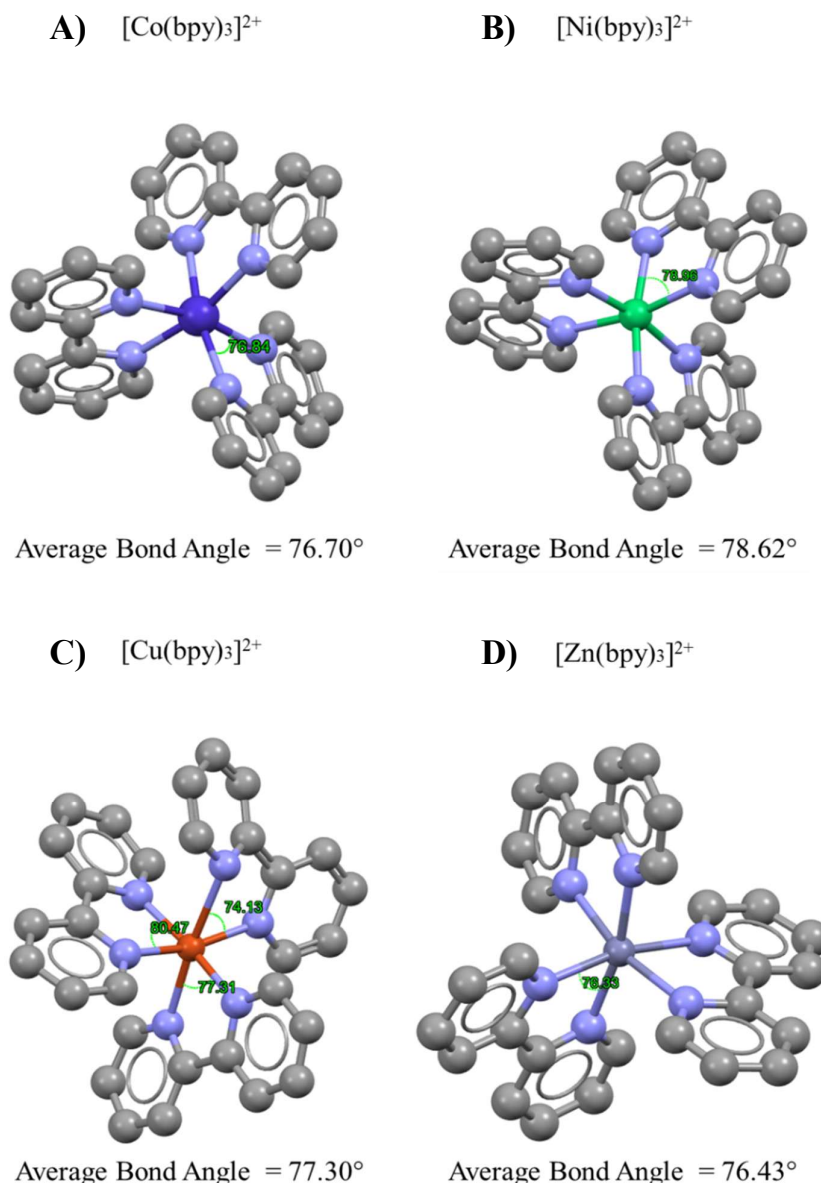 A) [Co(bpy)₃]²⁺
B) [Ni(bpy)₃]²⁺
76.84
78.96
Average Bond Angle = 76.70°
Average Bond Angle = 78.62°
C) [Cu(bpy)₃]²⁺
D) [Zn(bpy)₃]²⁺
74.13
80.47
77.31
76.33
Average Bond Angle = 77.30°
Average Bond Angle = 76.43°